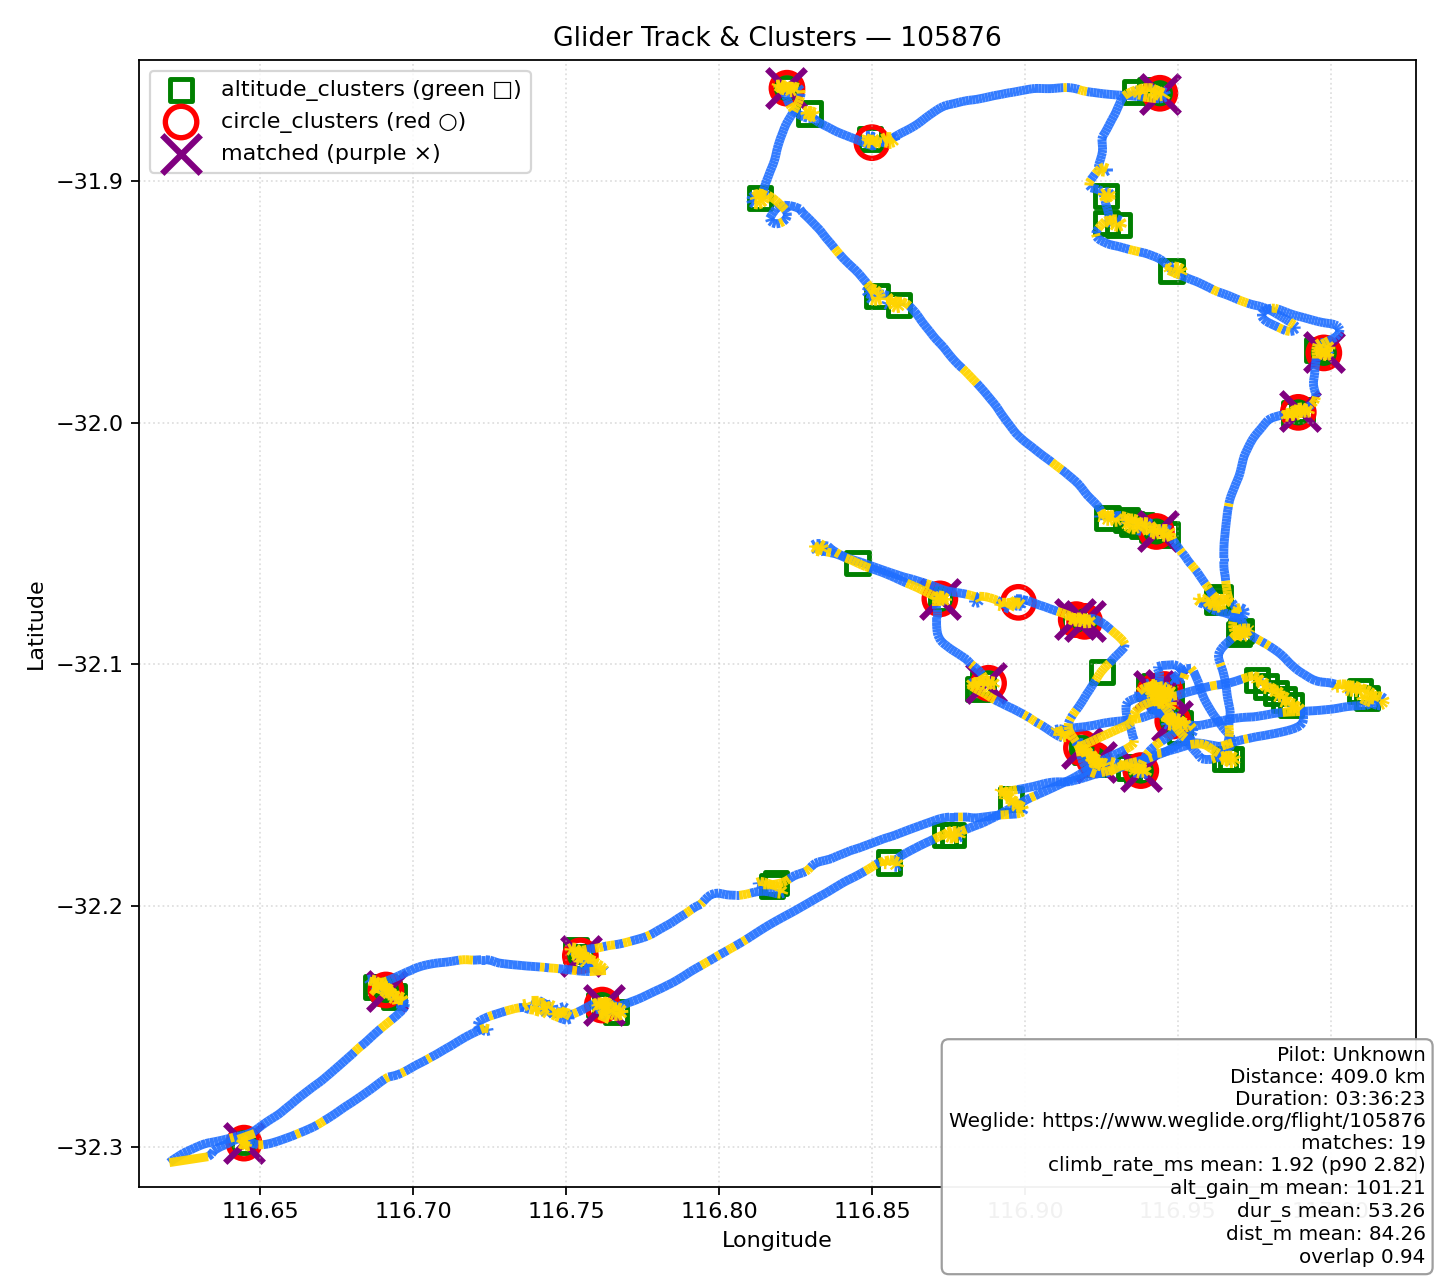 Glider Track & Clusters — 105876
altitude_clusters (green □)
circle_clusters (red ○)
matched (purple ×)
Latitude
−31.9
−32.0
−32.1
−32.2
−32.3
116.65 116.70 116.75 116.80 116.85 116.90 116.95
Longitude
Pilot: Unknown
Distance: 409.0 km
Duration: 03:36:23
Weglide: https://www.weglide.org/flight/105876
matches: 19
climb_rate_ms mean: 1.92 (p90 2.82)
alt_gain_m mean: 101.21
dur_s mean: 53.26
dist_m mean: 84.26
overlap 0.94